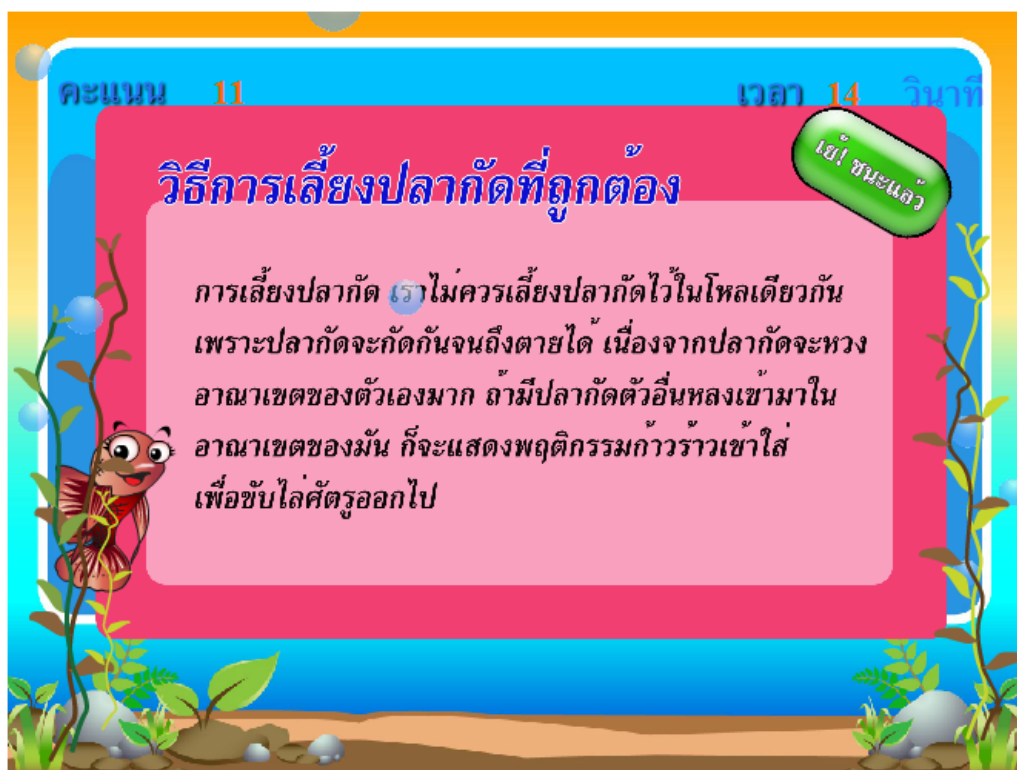 คะแนน 11 เวลา 14 วินาที
เย้! ชนะแล้ว
วิธีการเลี้ยงปลากัดที่ถูกต้อง
การเลี้ยงปลากัด เราไม่ควรเลี้ยงปลากัดไว้ในโหลเดียวกัน
เพราะปลากัดจะกัดกันจนถึงตายได้ เนื่องจากปลากัดจะหวง
อาณาเขตของตัวเองมาก ถ้ามีปลากัดตัวอื่นหลงเข้ามาใน
อาณาเขตของมัน ก็จะแสดงพฤติกรรมก้าวร้าวเข้าใส่
เพื่อขับไล่ศัตรูออกไป